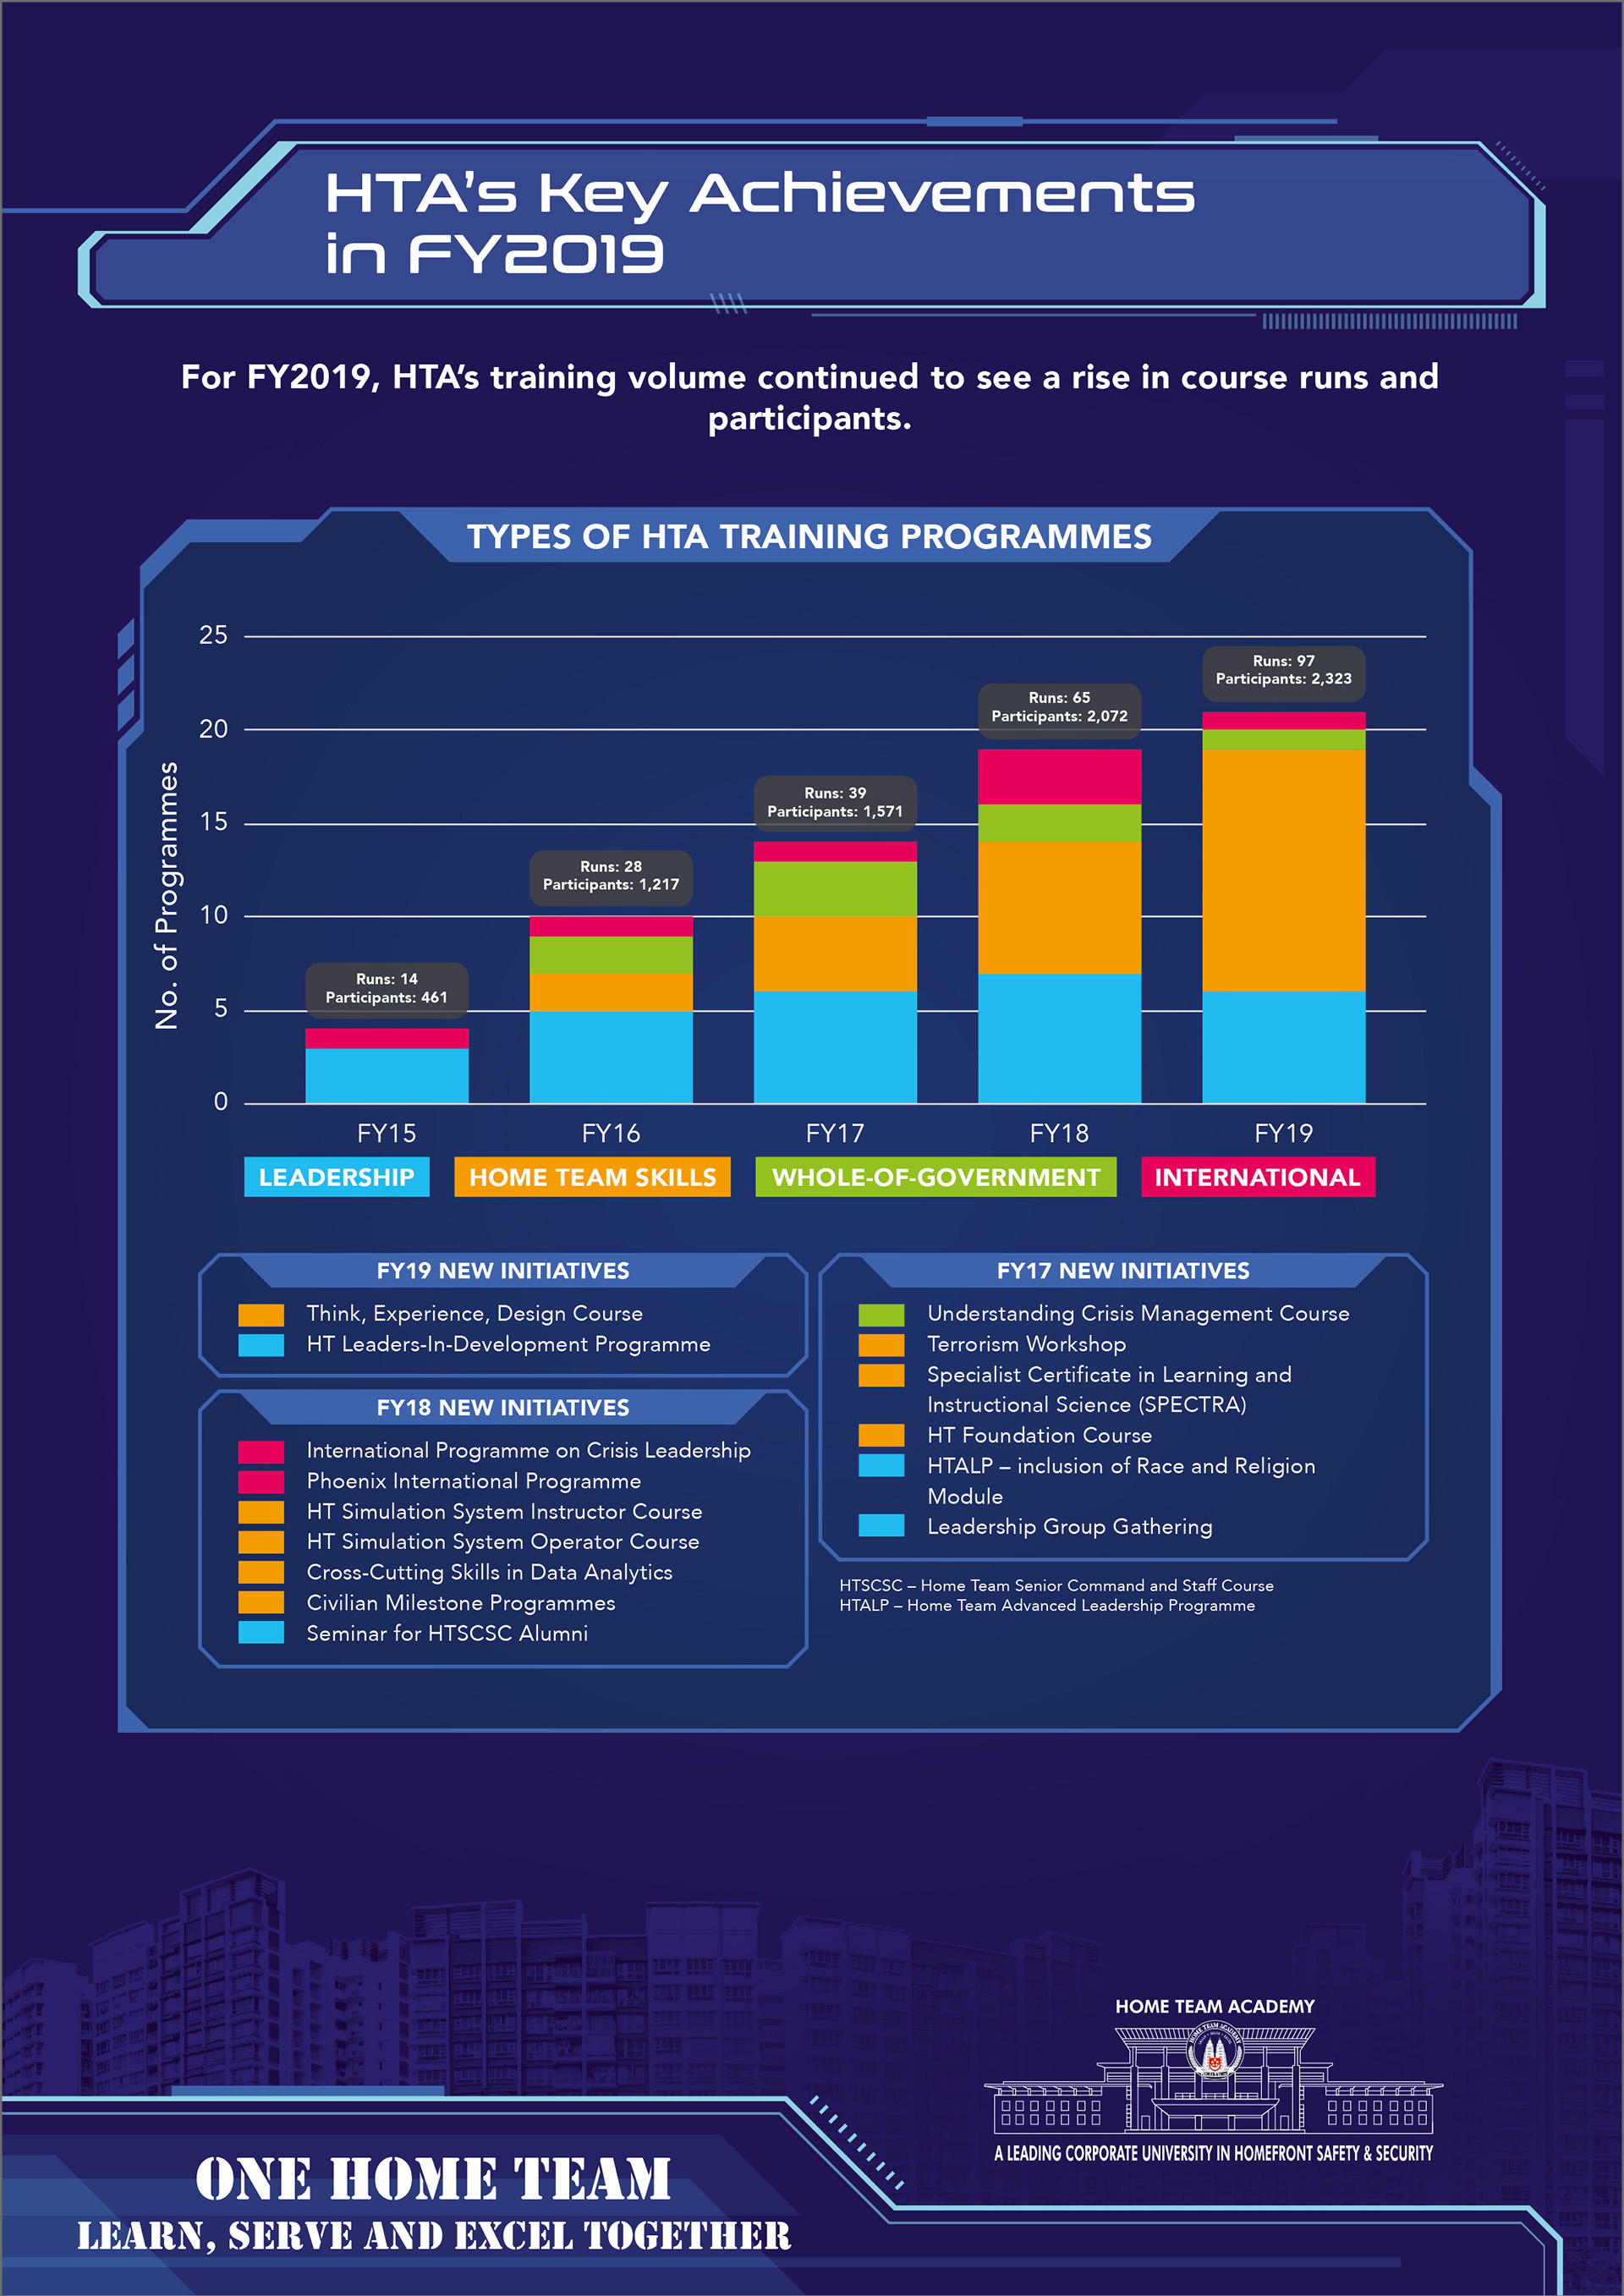 HTA's Key Achievements
in FY2019
For FY2019, HTA's training volume continued to see a rise in course runs and
participants.
TYPES OF HTA TRAINING PROGRAMMES
No. of Programmes
25
20
15
10
5
0
Runs: 14
Participants: 461
Runs: 28
Participants: 1,217
Runs: 39
Participants: 1,571
Runs: 65
Participants: 2,072
Runs: 97
Participants: 2,323
FY15 FY16 FY17 FY18 FY19
LEADERSHIP HOME TEAM SKILLS WHOLE-OF-GOVERNMENT INTERNATIONAL
FY19 NEW INITIATIVES
Think, Experience, Design Course
HT Leaders-In-Development Programme
FY18 NEW INITIATIVES
International Programme on Crisis Leadership
Phoenix International Programme
HT Simulation System Instructor Course
HT Simulation System Operator Course
Cross-Cutting Skills in Data Analytics
Civilian Milestone Programmes
Seminar for HTSCSC Alumni
FY17 NEW INITIATIVES
Understanding Crisis Management Course
Terrorism Workshop
Specialist Certificate in Learning and
Instructional Science (SPECTRA)
HT Foundation Course
HTALP – inclusion of Race and Religion
Module
Leadership Group Gathering
HTSCSC – Home Team Senior Command and Staff Course
HTALP – Home Team Advanced Leadership Programme
HOME TEAM ACADEMY
HOME TEAM ACADEMY
A LEADING CORPORATE UNIVERSITY IN HOMEFRONT SAFETY & SECURITY
ONE HOME TEAM
LEARN, SERVE AND EXCEL TOGETHER